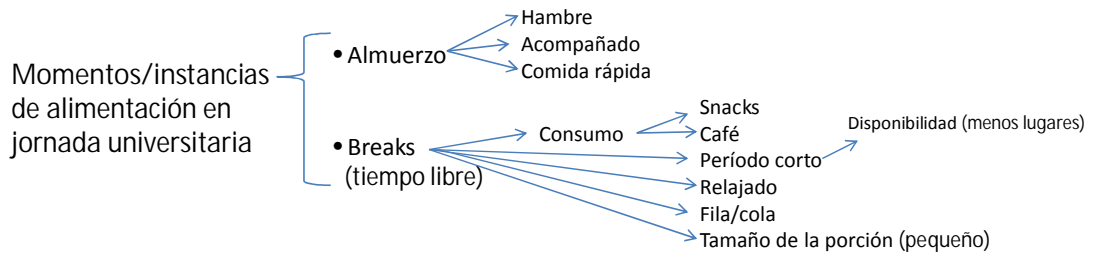 Momentos/instancias
de alimentación en
jornada universitaria
• Almuerzo
Hambre
Acompañado
Comida rápida
• Breaks
(tiempo libre)
Consumo
Snacks
Café
Período corto
Disponibilidad (menos lugares)
Relajado
Fila/cola
Tamaño de la porción (pequeño)